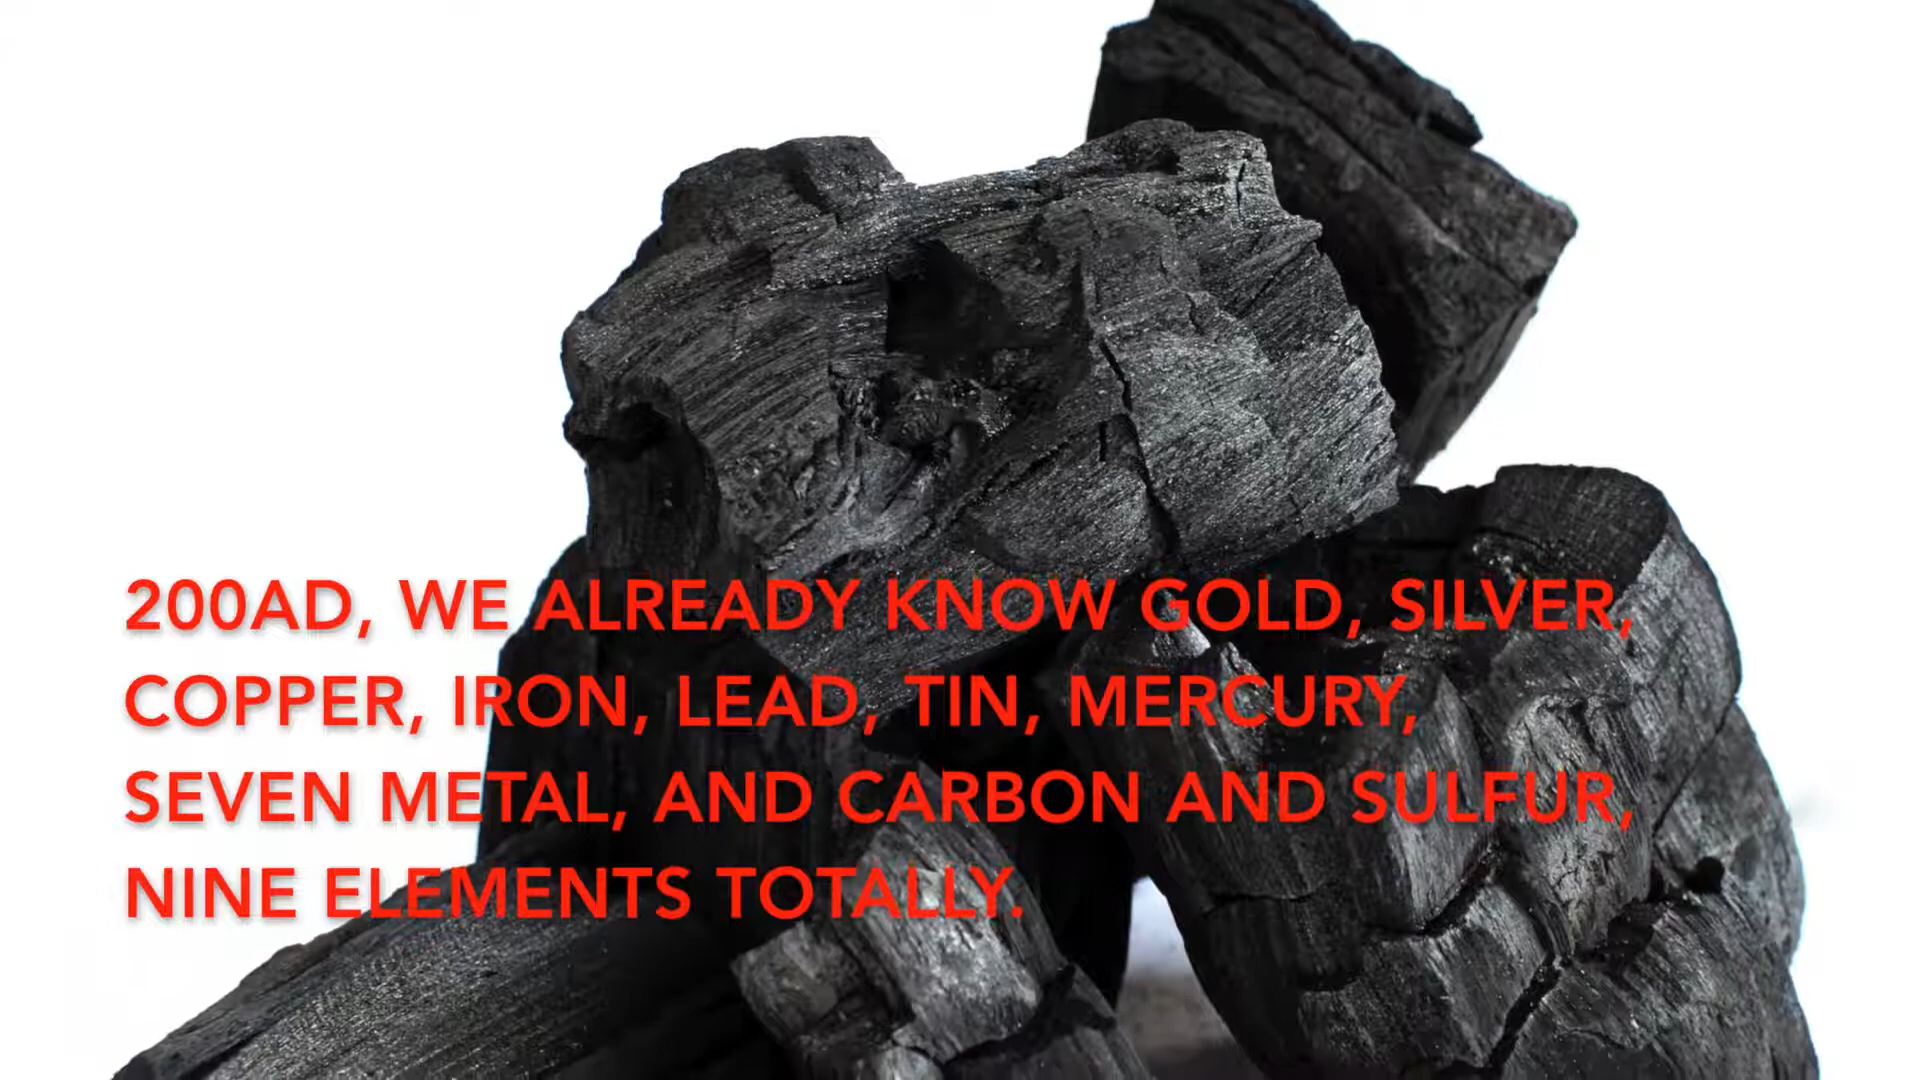 200AD, WE ALREADY KNOW GOLD, SILVER,
COPPER, IRON, LEAD, TIN, MERCURY,
SEVEN METAL, AND CARBON AND SULFUR,
NINE ELEMENTS TOTALLY.